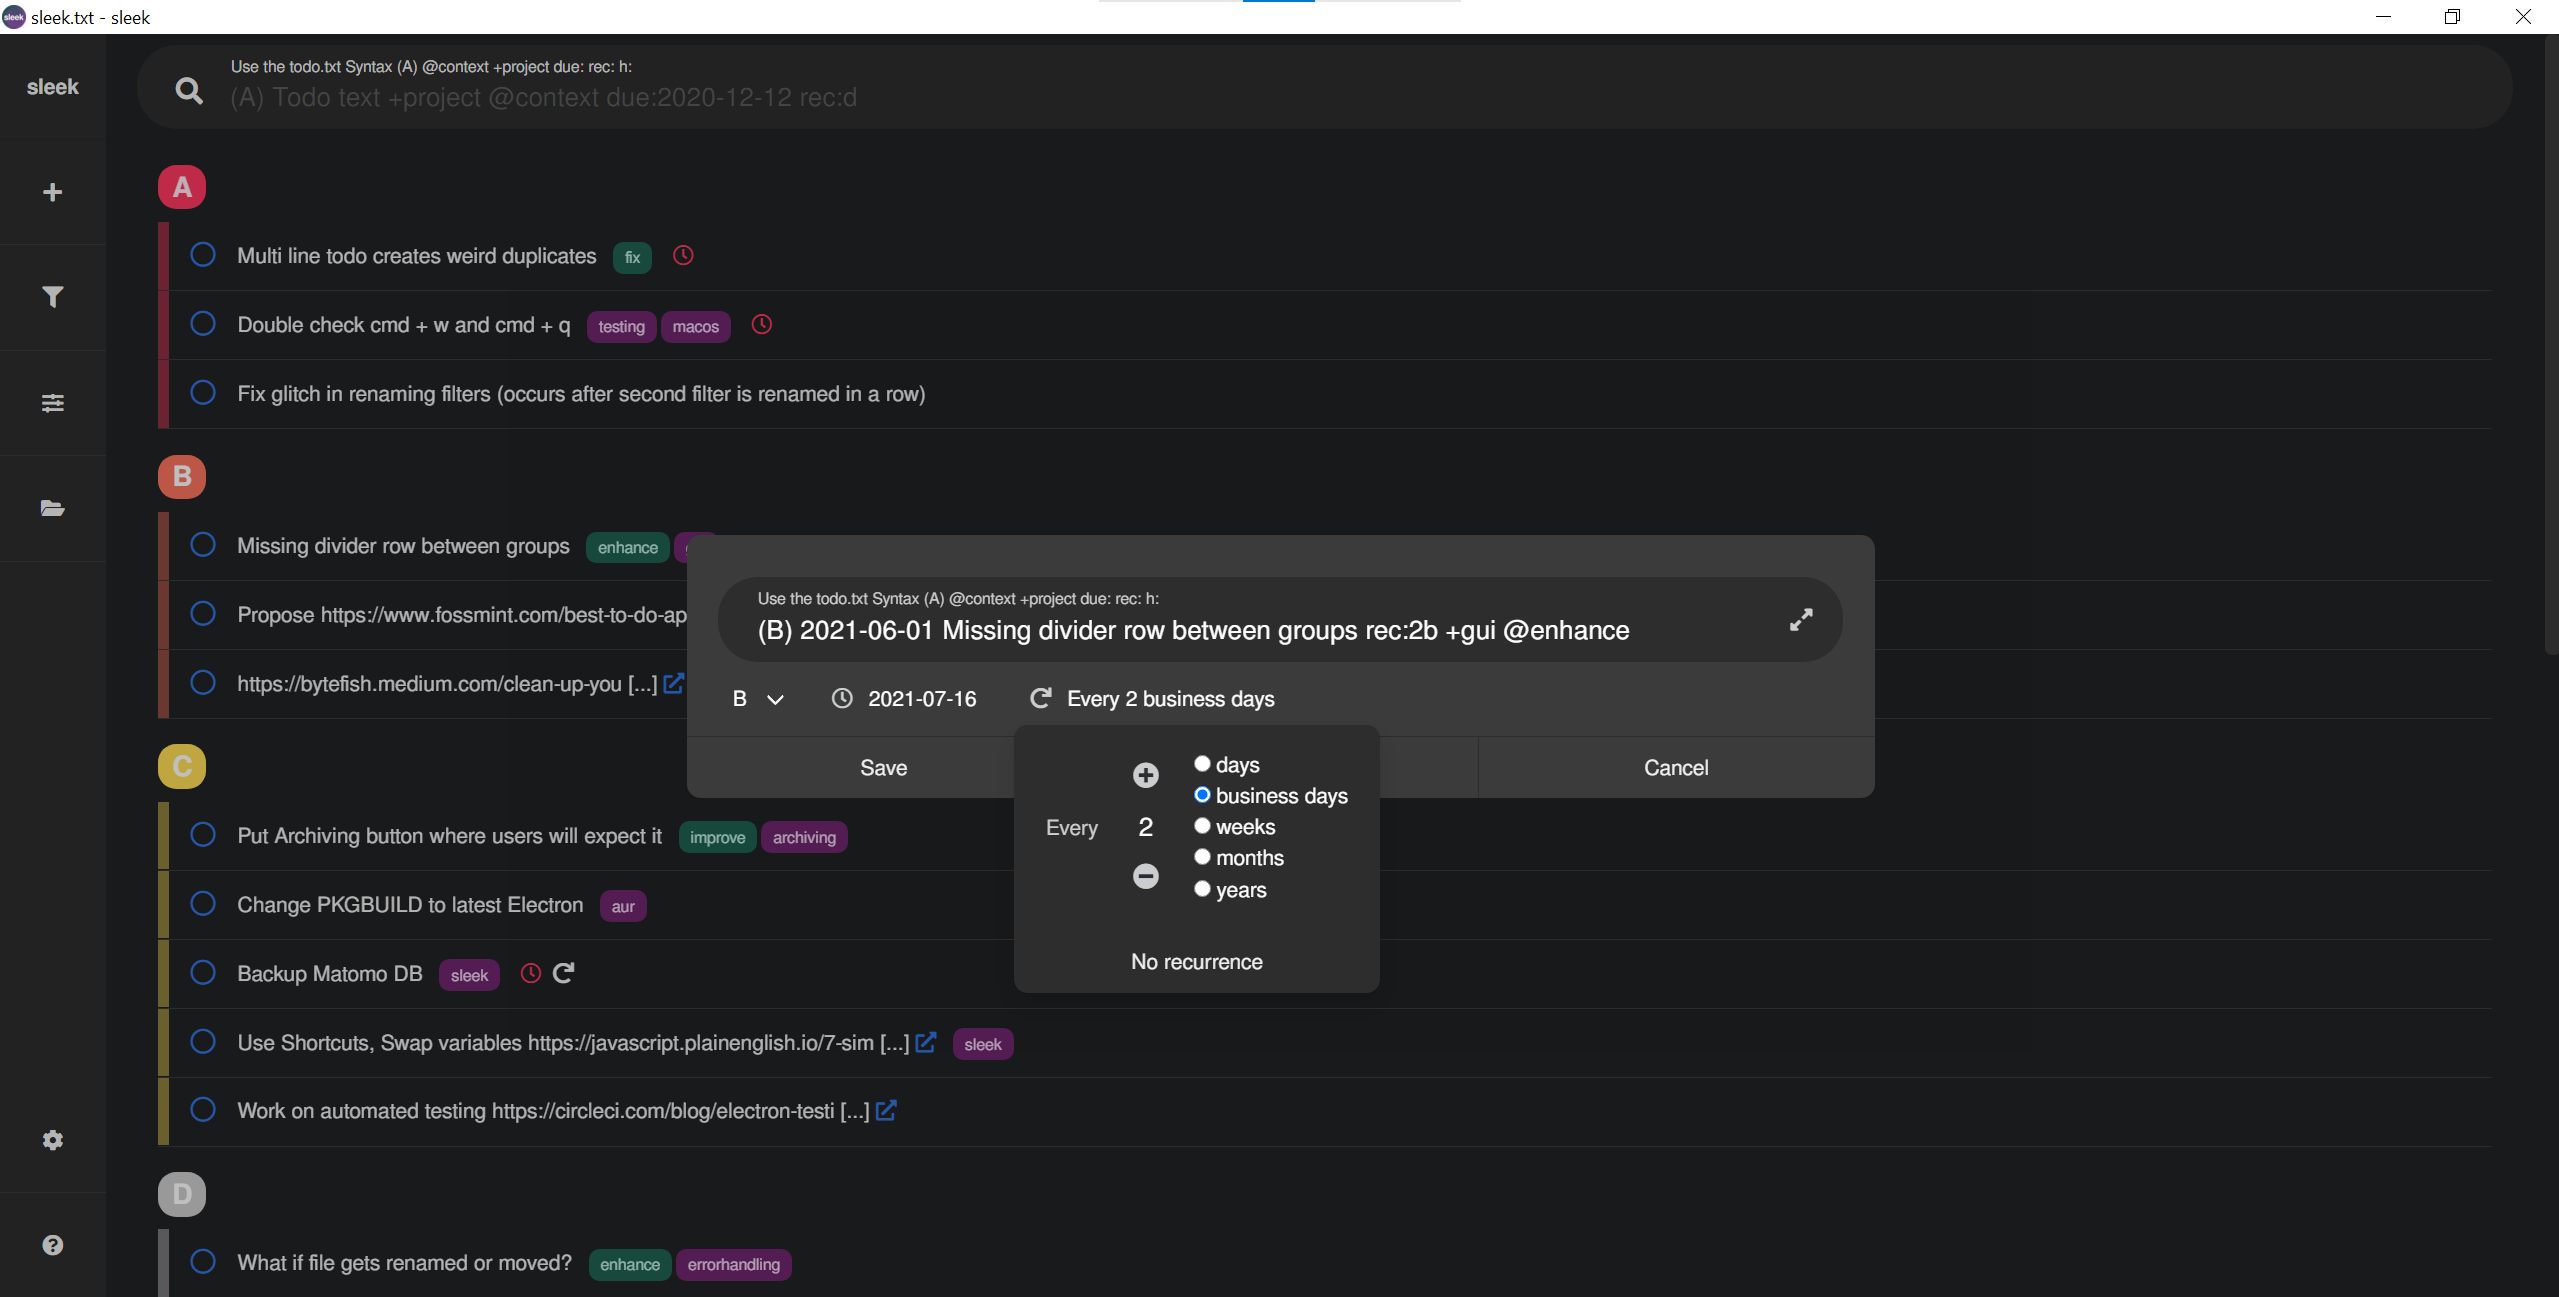 sleek sleek.txt - sleek
sleek
Use the todo.txt Syntax (A) @context +project due: rec: h:
(A) Todo text +project @context due:2020-12-12 rec:d
A
Multi line todo creates weird duplicates fix
Double check cmd + w and cmd + q testing macos
Fix glitch in renaming filters (occurs after second filter is renamed in a row)
B
Missing divider row between groups enhance
Propose https://www.fossmint.com/best-to-do-ap
https://bytefish.medium.com/clean-up-you [...]
Use the todo.txt Syntax (A) @context +project due: rec: h:
(B) 2021-06-01 Missing divider row between groups rec:2b +gui @enhance
B 2021-07-16 Every 2 business days
Save
Cancel
Every 2
days
business days
weeks
months
years
No recurrence
C
Put Archiving button where users will expect it improve archiving
Change PKGBUILD to latest Electron aur
Backup Matomo DB sleek
Use Shortcuts, Swap variables https://javascript.plainenglish.io/7-sim [...] sleek
Work on automated testing https://circleci.com/blog/electron-testi [...]
D
What if file gets renamed or moved? enhance errorhandling